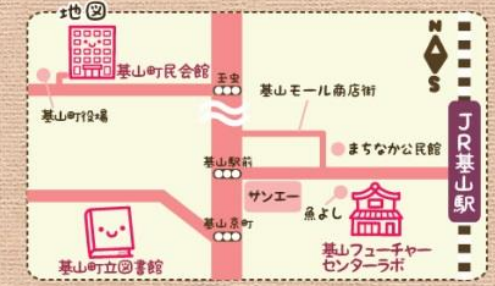 地図
N
S
基山町民会館
基山町役場
玉虫
基山モール商店街
まちなか公民館
JR基山駅
基山駅前
サンエー
魚よし
基山京町
基山町立図書館
基山フューチャー
センターラボ